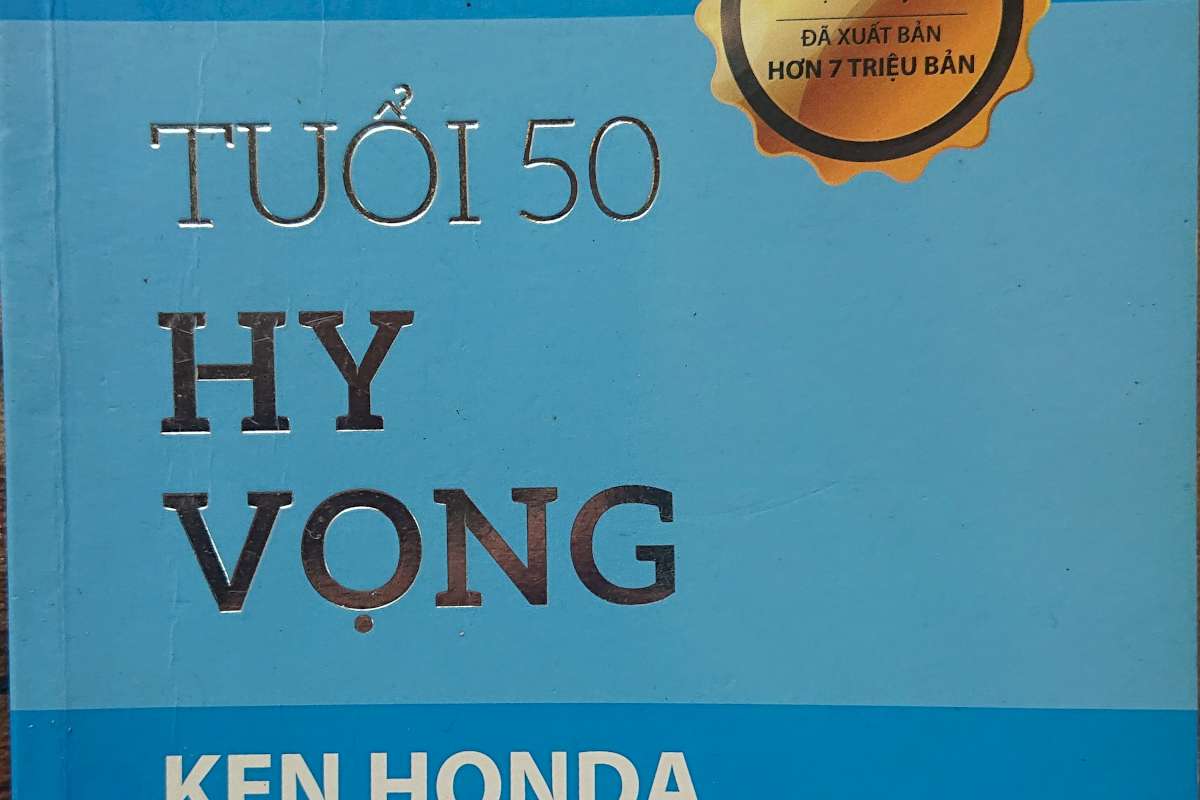 ĐÃ XUẤT BẢN
HƠN 7 TRIỆU BẢN
TUỔI 50
HY
VỌNG
KEN HONDA